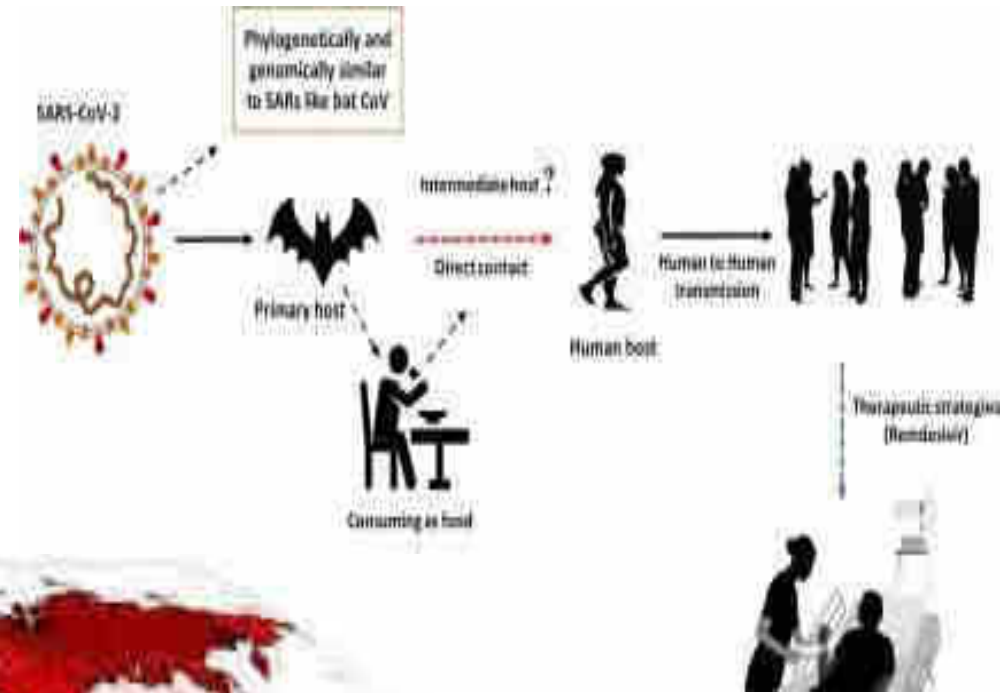 Phylogenetically and
genomically similar
to SARs like bat CoV
SARS-CoV-2
Intermediate host ?
Direct contact
Primary host
Human to Human
transmission
Human host
Therapeutic strategies
(Remdesivir)
Consuming as food